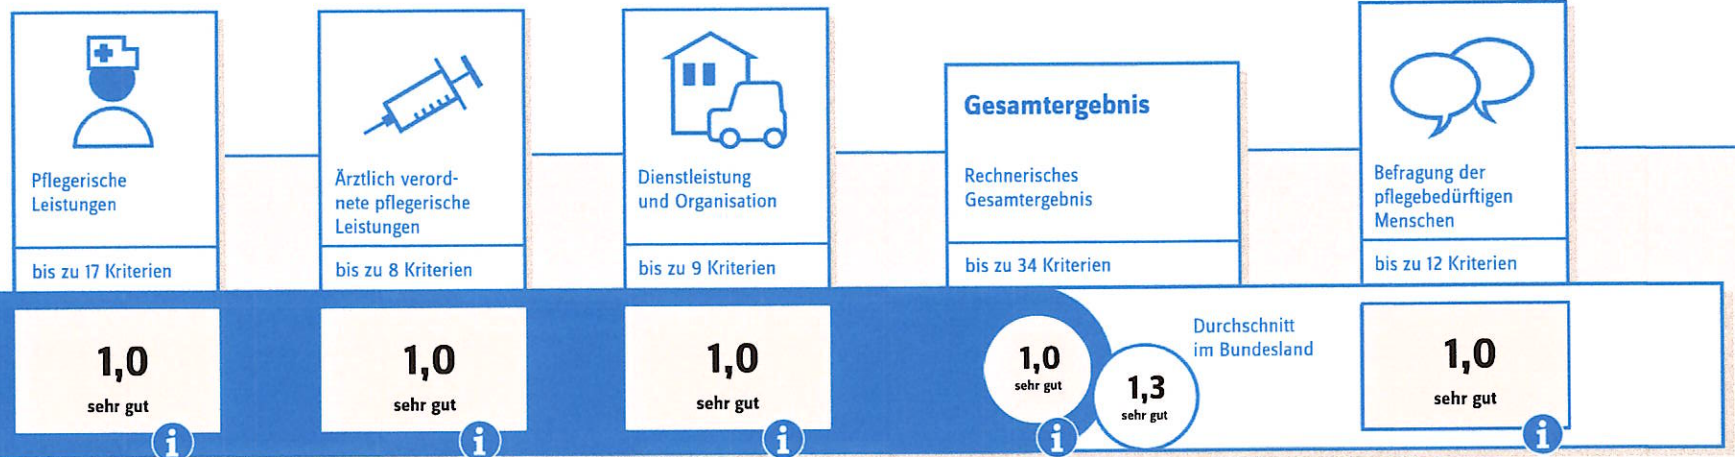 Pflegerische
Leistungen
bis zu 17 Kriterien
1,0
sehr gut
i
Ärztlich verord-
nete pflegerische
Leistungen
bis zu 8 Kriterien
1,0
sehr gut
i
Dienstleistung
und Organisation
bis zu 9 Kriterien
1,0
sehr gut
i
Gesamtergebnis
Rechnerisches
Gesamtergebnis
bis zu 34 Kriterien
1,0
sehr gut
i
1,3
sehr gut
Durchschnitt
im Bundesland
Befragung der
pflegebedürftigen
Menschen
bis zu 12 Kriterien
1,0
sehr gut
i